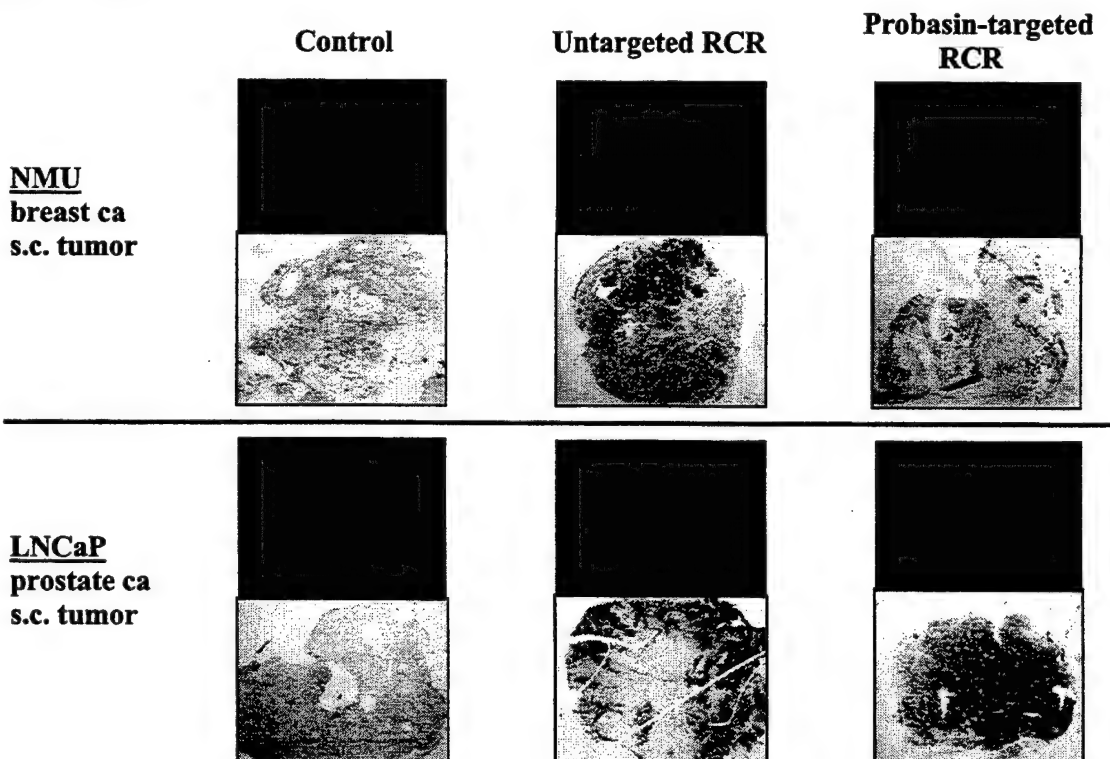 Control
Untargeted RCR
Probasin-targeted
RCR
NMU
breast ca
s.c. tumor
LNCaP
prostate ca
s.c. tumor